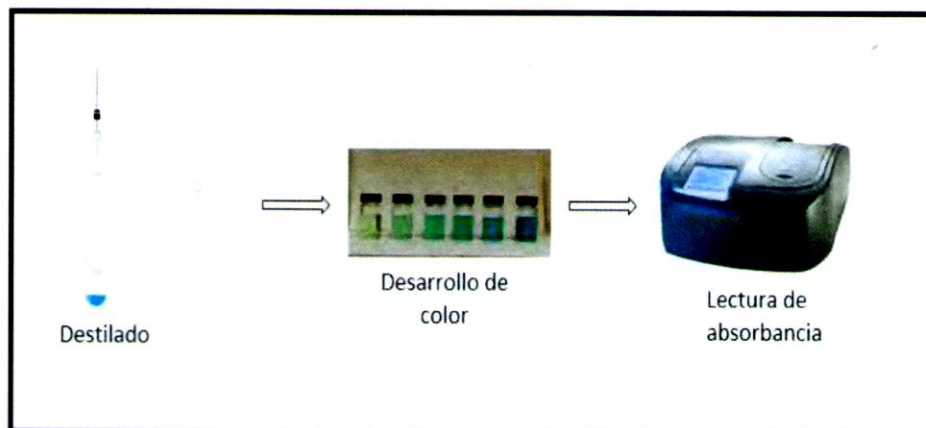 Destilado
Desarrollo de
color
Lectura de
absorbancia